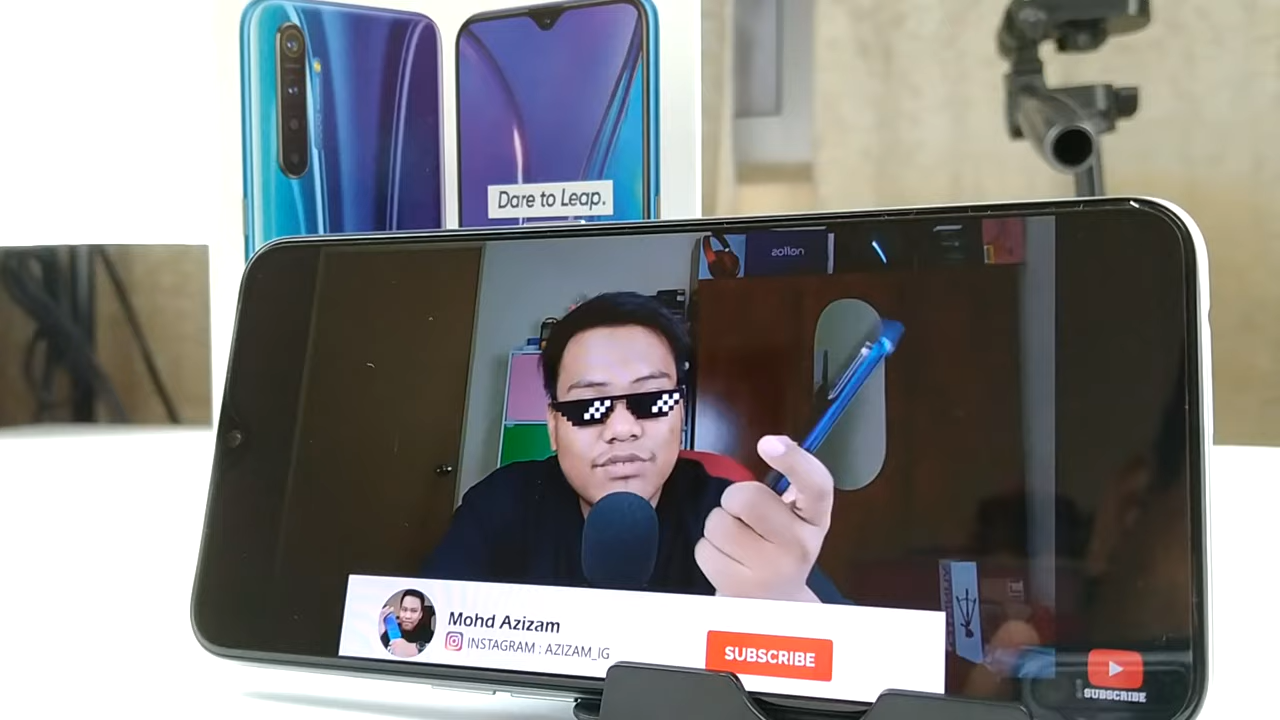 Dare to Leap.
Mohd Azizam
INSTAGRAM : AZIZAM_IG
SUBSCRIBE
SUBSCRIBE